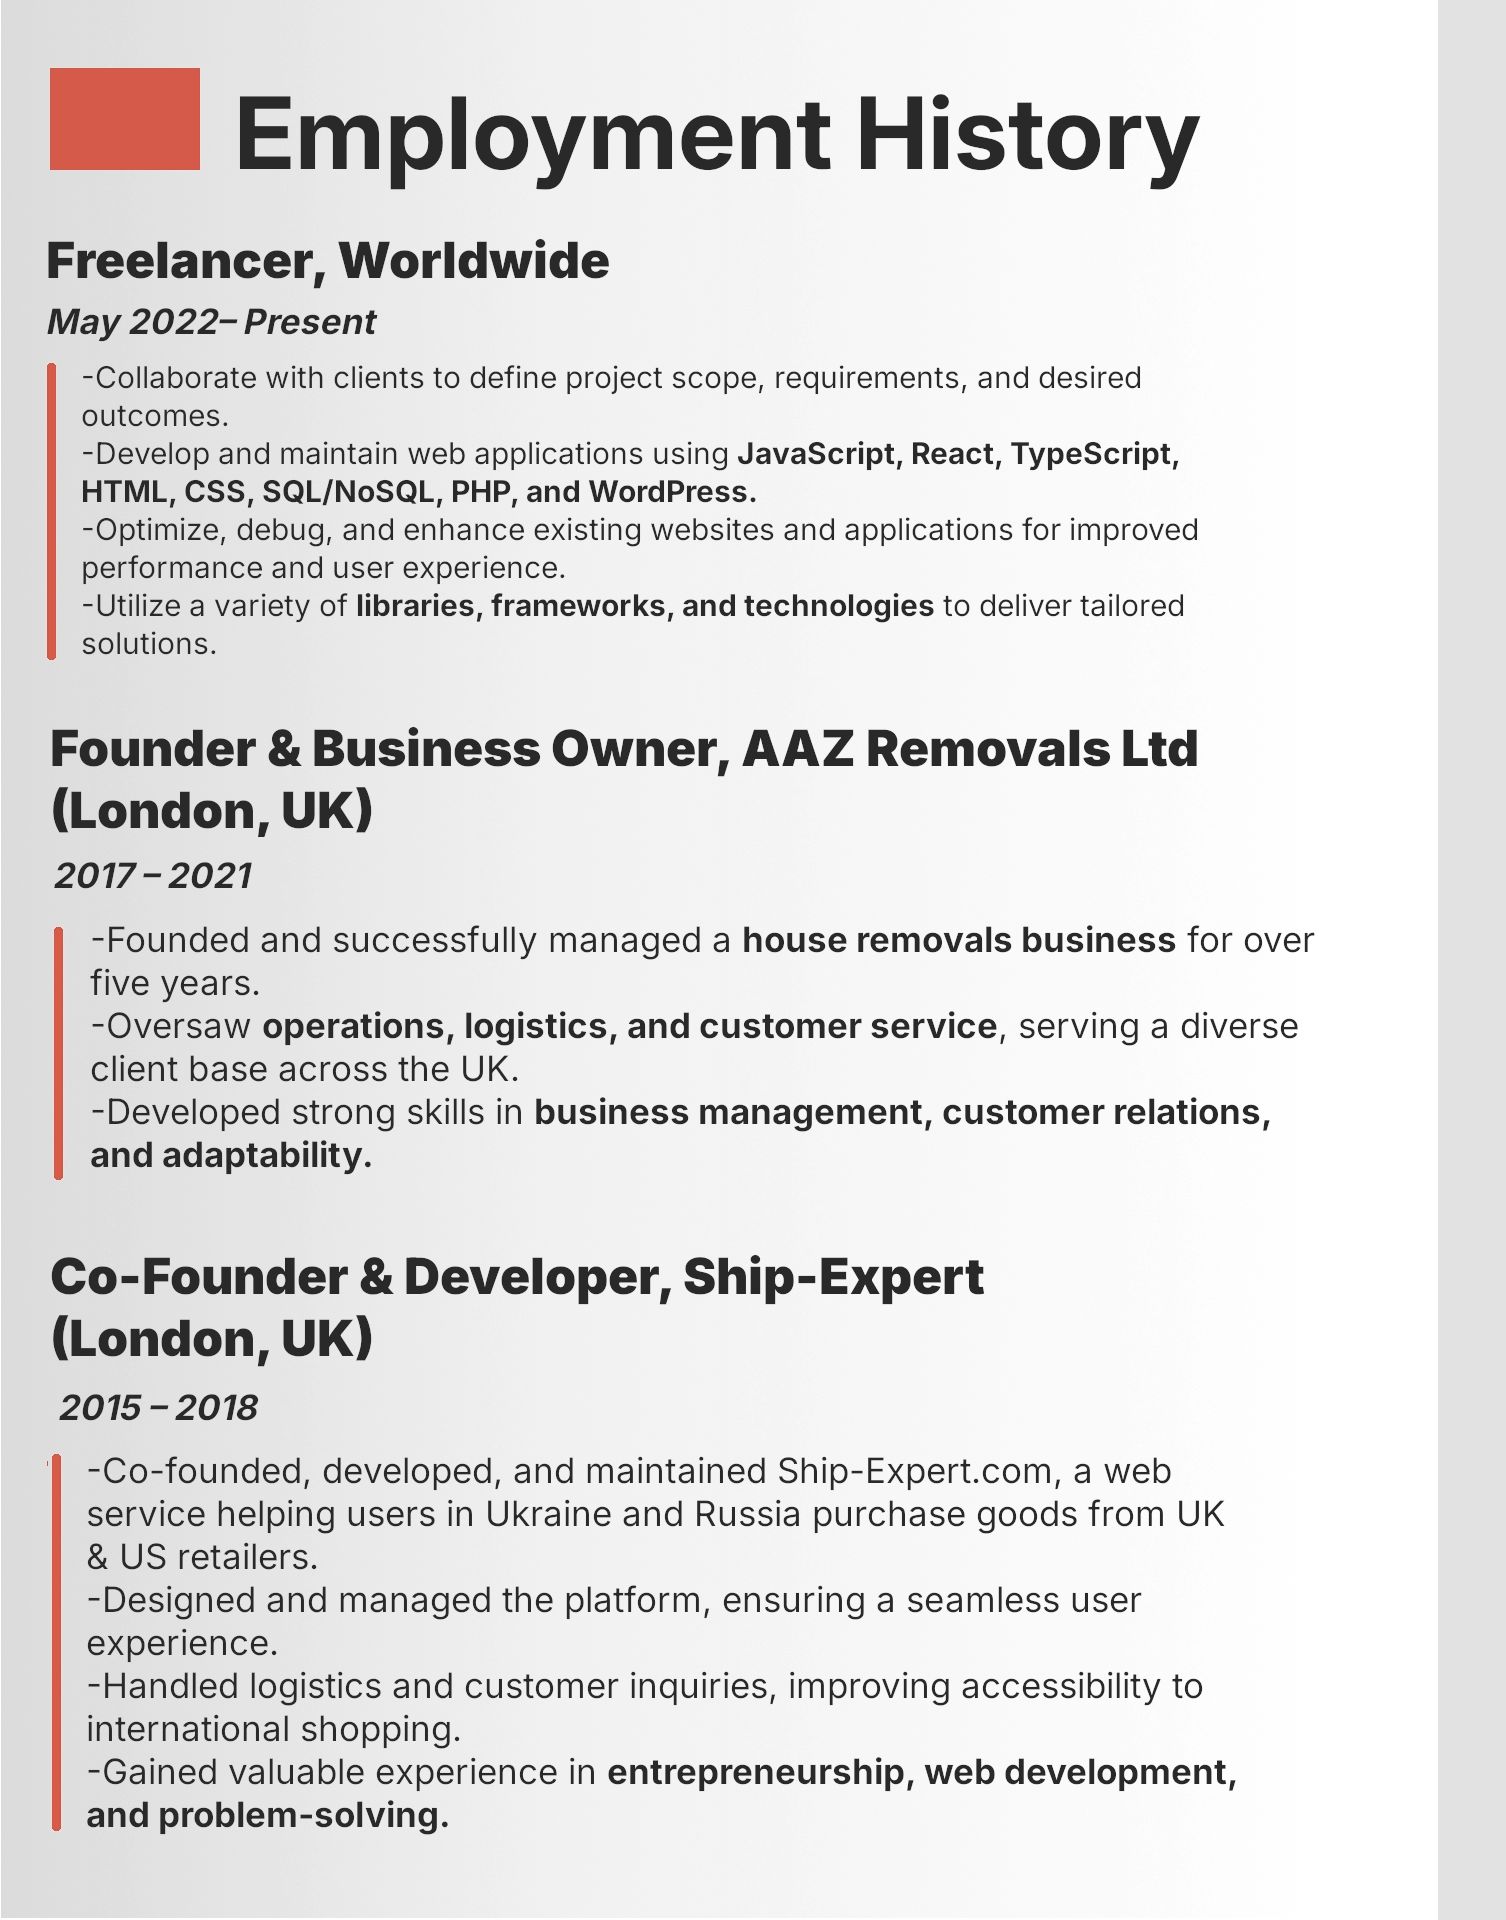 Employment History
Freelancer, Worldwide
May 2022– Present
-Collaborate with clients to define project scope, requirements, and desired
outcomes.
-Develop and maintain web applications using JavaScript, React, TypeScript,
HTML, CSS, SQL/NoSQL, PHP, and WordPress.
-Optimize, debug, and enhance existing websites and applications for improved
performance and user experience.
-Utilize a variety of libraries, frameworks, and technologies to deliver tailored
solutions.
Founder & Business Owner, AAZ Removals Ltd
(London, UK)
2017 – 2021
-Founded and successfully managed a house removals business for over
five years.
-Oversaw operations, logistics, and customer service, serving a diverse
client base across the UK.
-Developed strong skills in business management, customer relations,
and adaptability.
Co-Founder & Developer, Ship-Expert
(London, UK)
2015 – 2018
-Co-founded, developed, and maintained Ship-Expert.com, a web
service helping users in Ukraine and Russia purchase goods from UK
& US retailers.
-Designed and managed the platform, ensuring a seamless user
experience.
-Handled logistics and customer inquiries, improving accessibility to
international shopping.
-Gained valuable experience in entrepreneurship, web development,
and problem-solving.